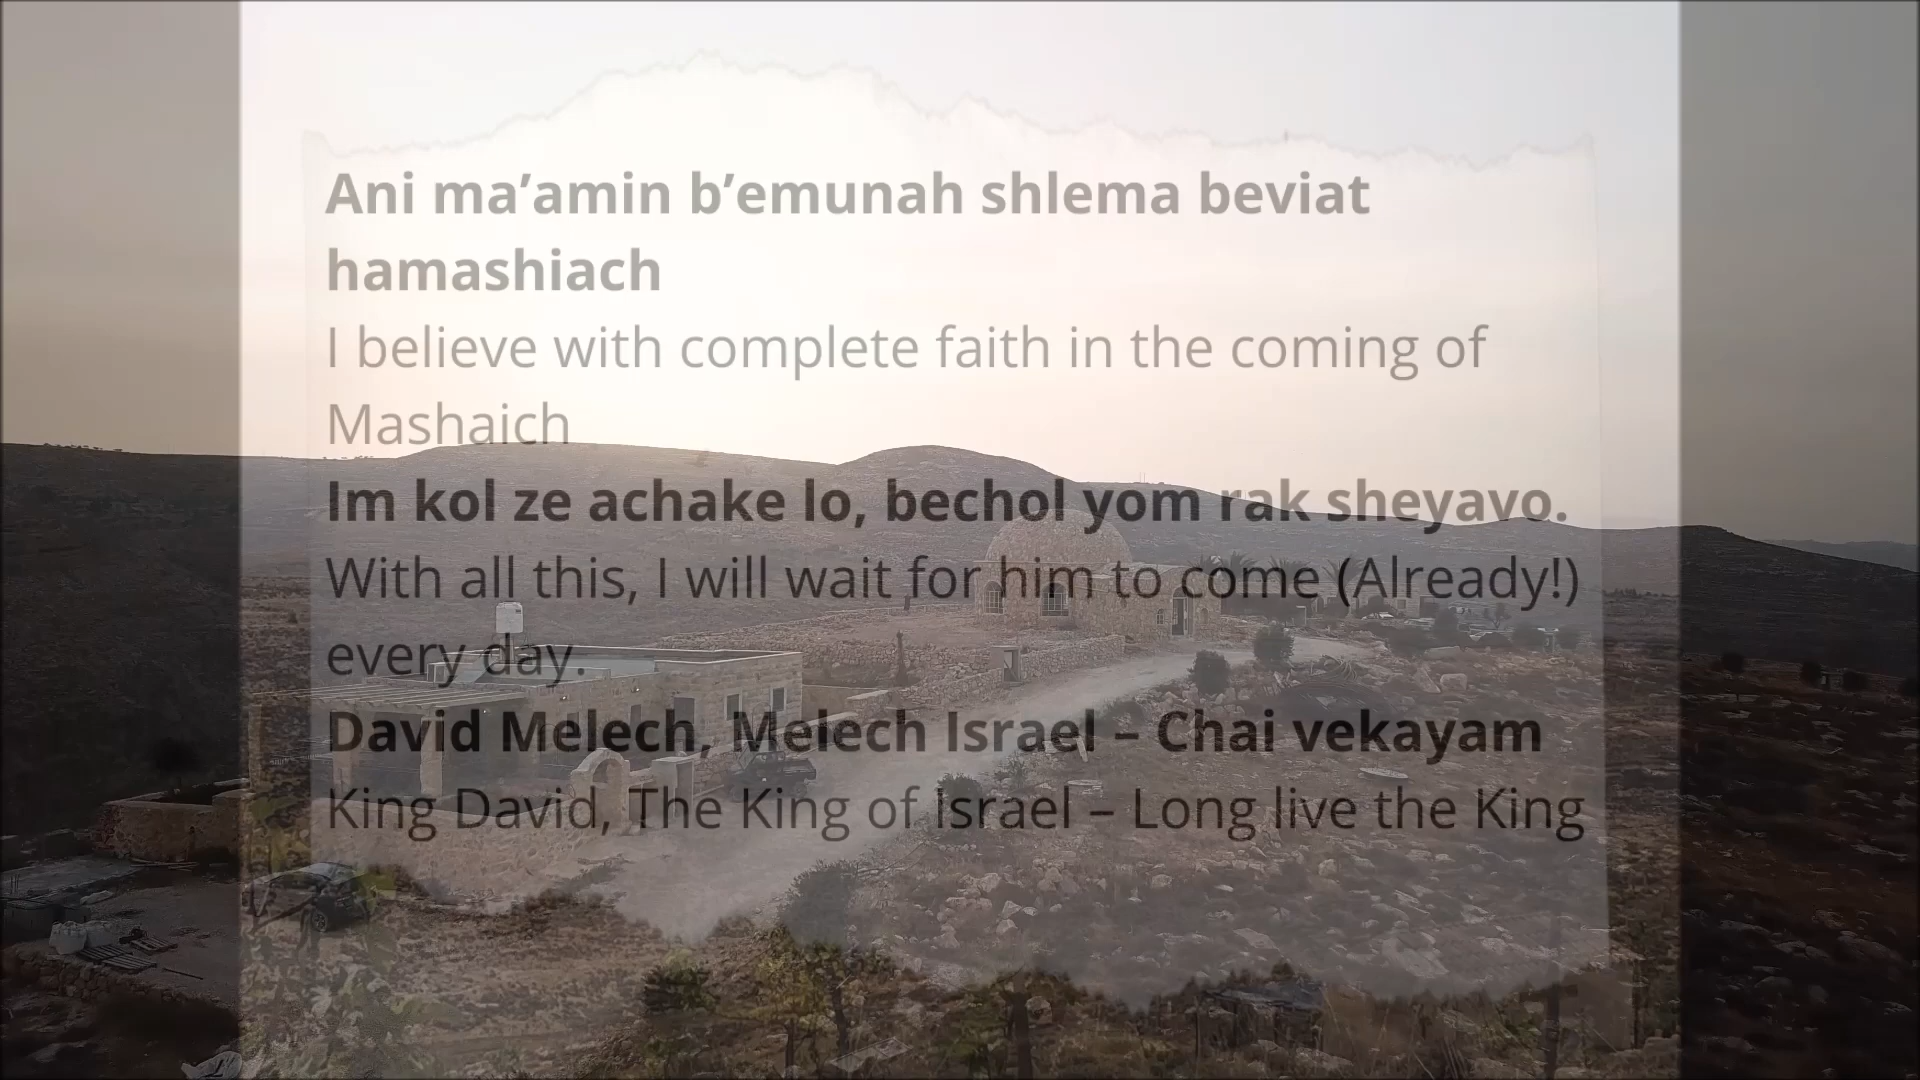 Ani ma’amin b’emunah shlema beviat
hamashiach
I believe with complete faith in the coming of
Mashaich
Im kol ze achake lo, bechol yom rak sheyavo.
With all this, I will wait for him to come (Already!)
every day.
David Melech, Melech Israel – Chai vekayam
King David, The King of Israel – Long live the King